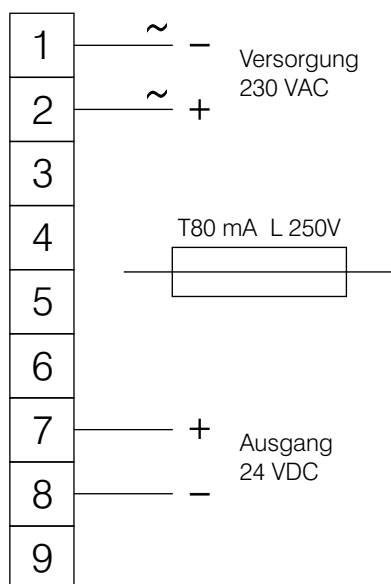 1 ~ −
Versorgung
2 ~ +
230 VAC
3
T80 mA L 250V
4
5
6
7 +
Ausgang
8 −
24 VDC
9